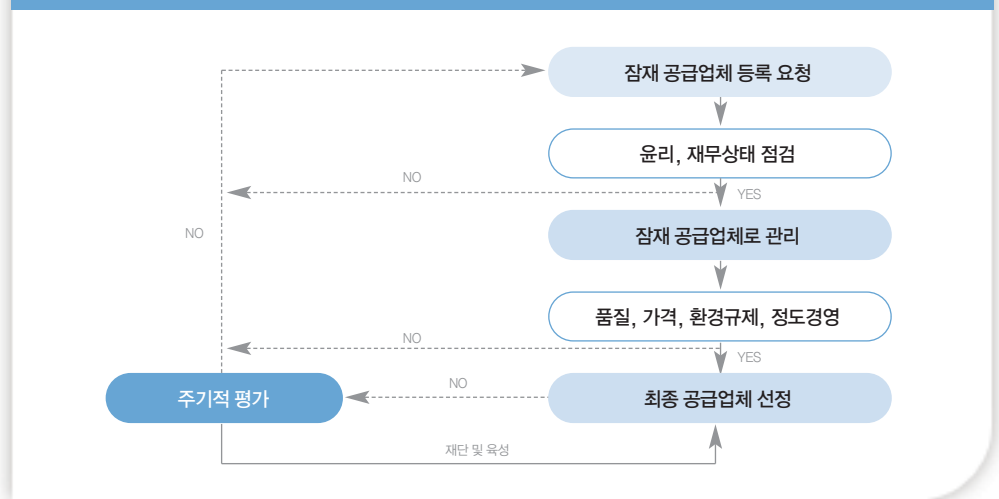 잠재 공급업체 등록 요청
윤리, 재무상태 점검
NO
YES
NO
잠재 공급업체로 관리
품질, 가격, 환경규제, 정도경영
NO
YES
주기적 평가
NO
최종 공급업체 선정
재단 및 육성